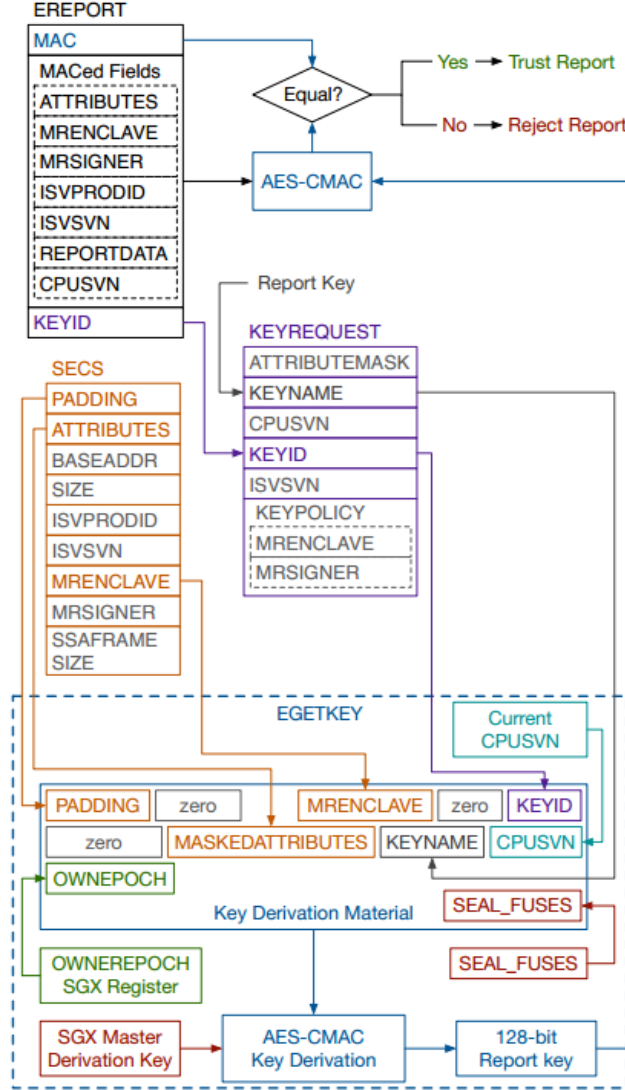 EREPORT
MAC
MACed Fields
ATTRIBUTES
MRENCLAVE
MRSIGNER
ISVPRODID
ISVSVN
REPORTDATA
CPUSVN
KEYID
Equal?
Yes
Trust Report
No
Reject Report
AES-CMAC
Report Key
KEYREQUEST
ATTRIBUTEMASK
KEYNAME
CPUSVN
KEYID
ISVSVN
KEYPOLICY
MRENCLAVE
MRSIGNER
SECS
PADDING
ATTRIBUTES
BASEADDR
SIZE
ISVPRODID
ISVSVN
MRENCLAVE
MRSIGNER
SSAFRAME
SIZE
EGETKEY
Current
CPUSVN
PADDING
zero
MRENCLAVE
zero
KEYID
zero
MASKEDATTRIBUTES
KEYNAME
CPUSVN
OWNEPOCH
SEAL_FUSES
Key Derivation Material
OWNEREPOCH
SGX Register
SEAL_FUSES
SGX Master
Derivation Key
AES-CMAC
Key Derivation
128-bit
Report key